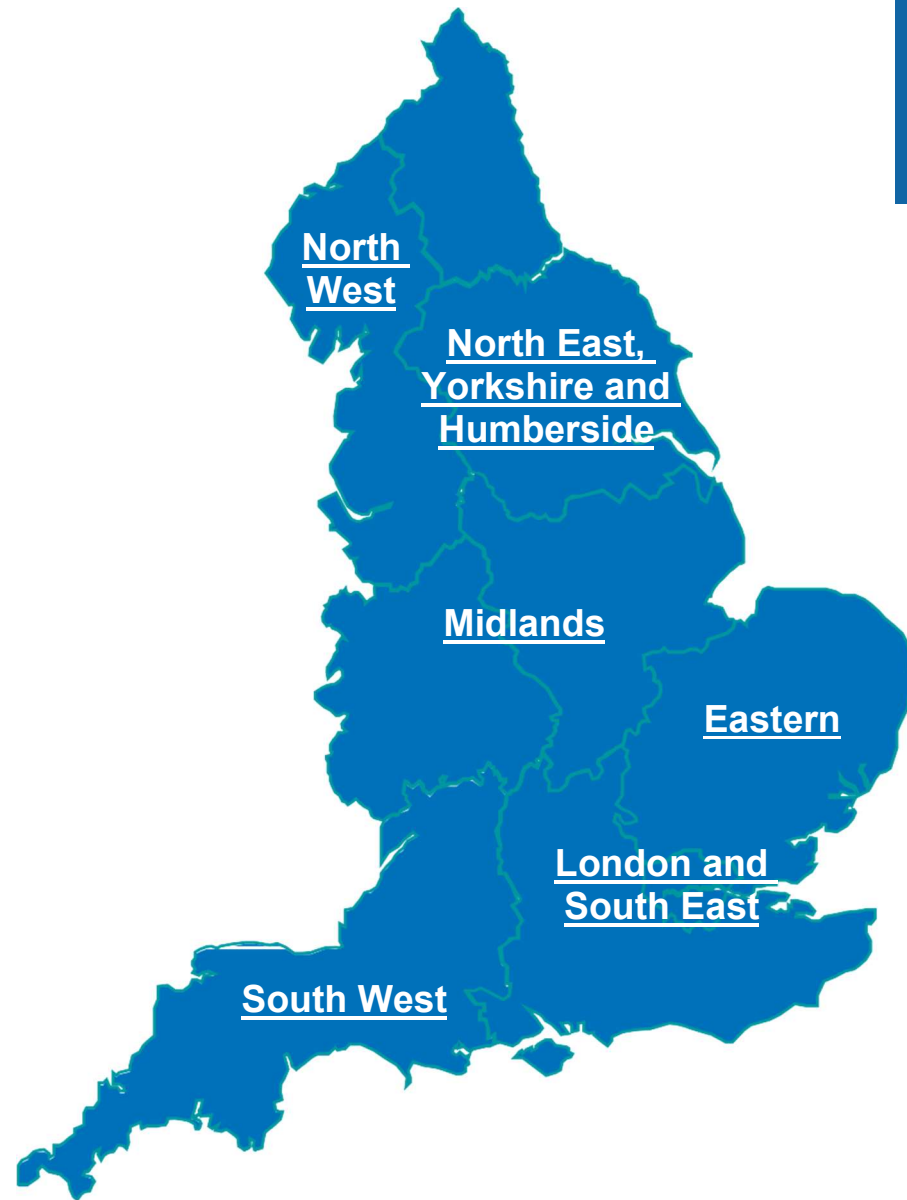 North
West
North East,
Yorkshire and
Humberside
Midlands
Eastern
London and
South East
South West